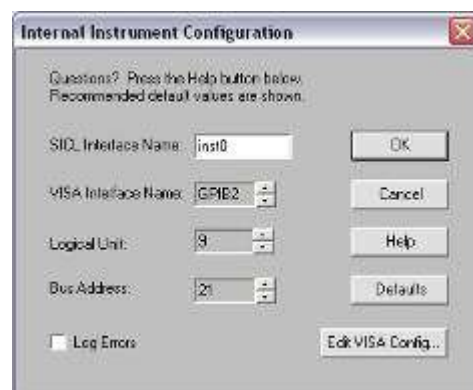 Internal Instrument Configuration
Questions? Press the Help button below.
Recommended default values are shown.
SICL Interface Name: inst0 OK
VISA Interface Name: GPIB2 Cancel
Logical Unit: 9 Help
Bus Address: 21 Defaults
Log Errors Edit VISA Config...